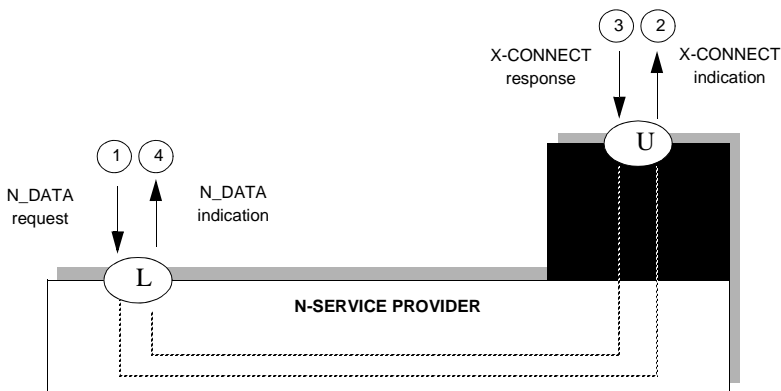 3 2
X-CONNECT
response
X-CONNECT
indication
U
1 4
N_DATA
request
N_DATA
indication
L
N-SERVICE PROVIDER